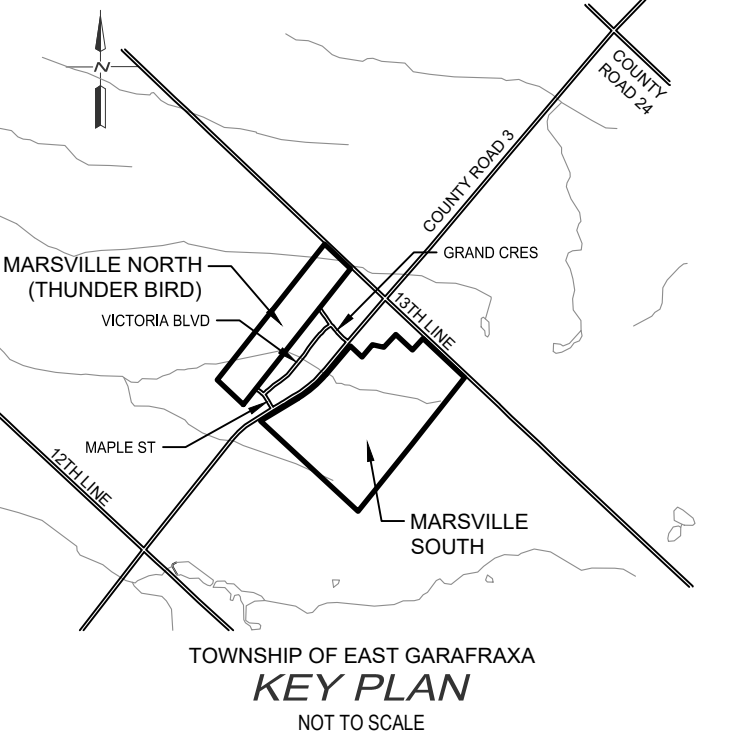 N
COUNTY
ROAD 24
COUNTY ROAD 3
GRAND CRES
MARSVILLE NORTH
(THUNDER BIRD)
13TH LINE
VICTORIA BLVD
MAPLE ST
12TH LINE
MARSVILLE
SOUTH
TOWNSHIP OF EAST GARAFRAXA
KEY PLAN
NOT TO SCALE